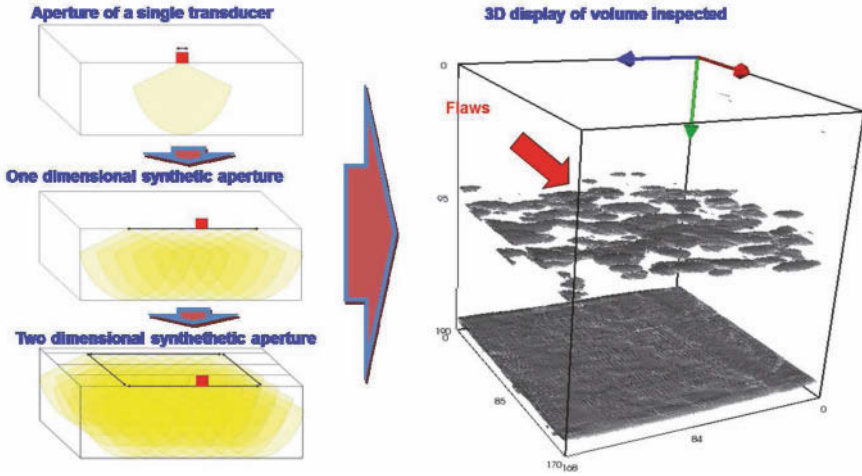 Aperture of a single transducer
One dimensional synthetic aperture
Two dimensional synthethetic aperture
3D display of volume inspected
0
Flaws
95
190
0
85
170 168
84
0